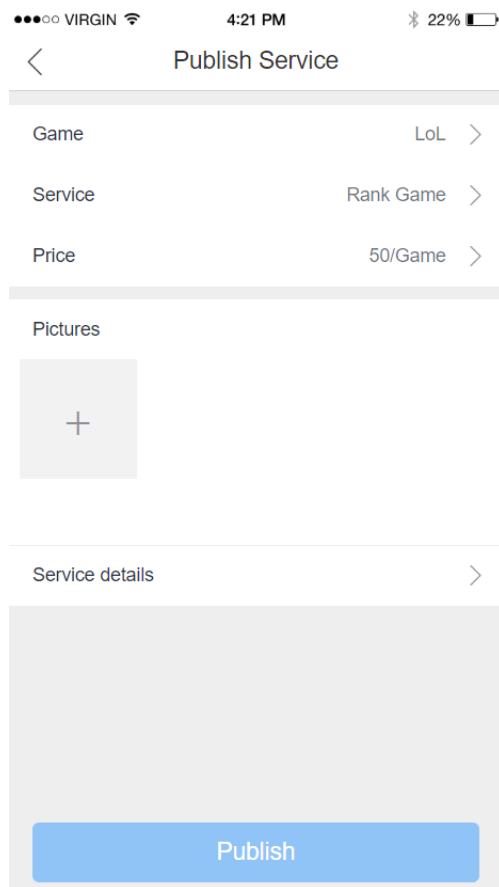 VIRGIN 4:21 PM 22%
Publish Service
Game LoL
Service Rank Game
Price 50/Game
Pictures
+
Service details
Publish